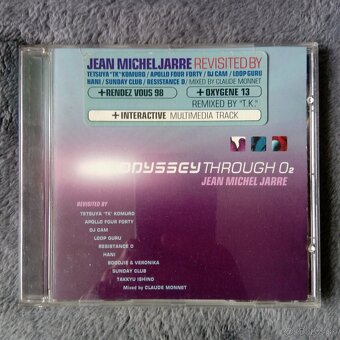 JEAN MICHEL JARRE REVISITED BY
TETSUYA "TK" KOMURO / APOLLO FOUR FORTY / DJ CAM / LOOP GURU
HANI / SUNDAY CLUB / RESISTANCE D / MIXED BY CLAUDE MONNET
+RENDEZ VOUS 98 +OXYGENE 13
REMIXED BY "T.K."
+INTERACTIVE MULTIMEDIA TRACK
ODYSSEY THROUGH O2
JEAN MICHEL JARRE
REVISITED BY
TETSUYA "TK" KOMURO
APOLLO FOUR FORTY
DJ CAM
LOOP GURU
RESISTANCE D
HANI
BOODJIE & VERONIKA
SUNDAY CLUB
TAKKYU ISHINO
Mixed by CLAUDE MONNET